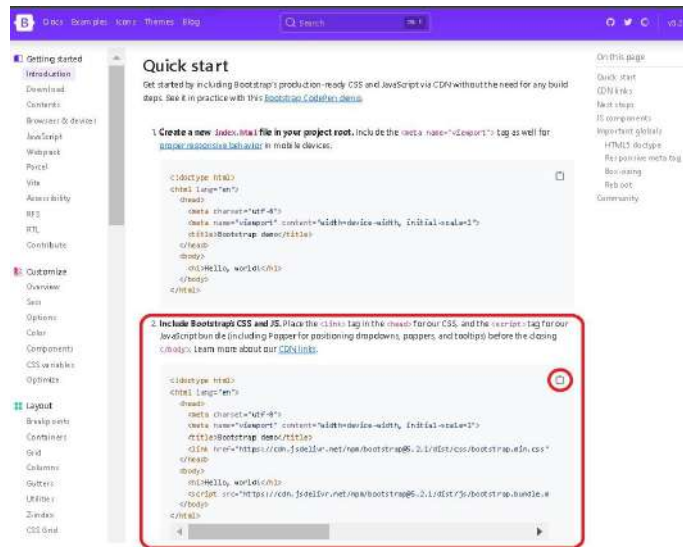 B Docs Examples Icons Themes Blog
Search
Getting started
Introduction
Download
Contents
Browsers & devices
JavaScript
Webpack
Parcel
Vite
Accessibility
RFS
RTL
Contribute
Customize
Overview
Sass
Options
Color
Components
CSS variables
Optimize
Layout
Breakpoints
Containers
Grid
Columns
Gutters
Utilities
Z-index
CSS Grid
Quick start
Get started by including Bootstrap's production-ready CSS and JavaScript via CDN without the need for any build
steps. See it in practice with this Bootstrap CodePen demo.
1. Create a new index.html file in your project root. Include the <meta name="viewport"> tag as well for
proper responsive behavior in mobile devices.
<!doctype html>
<html lang="en">
<head>
<meta charset="utf-8">
<meta name="viewport" content="width=device-width, initial-scale=1">
<title>Bootstrap demo</title>
</head>
<body>
<h1>Hello, world!</h1>
</body>
</html>
2. Include Bootstrap's CSS and JS. Place the <link> tag in the <head> for our CSS, and the <script> tag for our
JavaScript bundle (including Popper for positioning dropdowns, poppers, and tooltips) before the closing
</body>. Learn more about our CDN links.
<!doctype html>
<html lang="en">
<head>
<meta charset="utf-8">
<meta name="viewport" content="width=device-width, initial-scale=1">
<title>Bootstrap demo</title>
<link href="https://cdn.jsdelivr.net/npm/bootstrap@5.2.1/dist/css/bootstrap.min.css"
</head>
<body>
<h1>Hello, world!</h1>
<script src="https://cdn.jsdelivr.net/npm/bootstrap@5.2.1/dist/js/bootstrap.bundle.m
</body>
</html>
On this page
Quick start
CDN links
Next steps
JS components
Important globals
HTML5 doctype
Responsive meta tag
Box-sizing
Reboot
Community